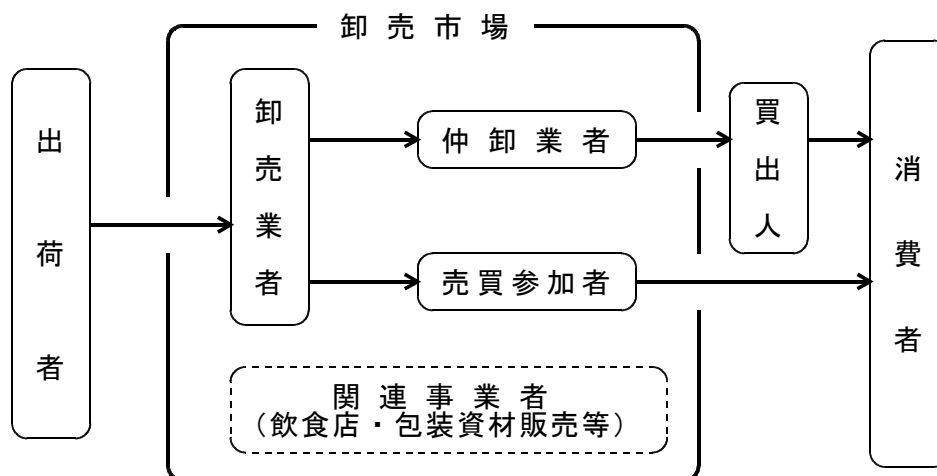 卸売市場
出荷者
卸売業者
仲卸業者
売買参加者
買出人
消費者
関連事業者
(飲食店・包装資材販売等)